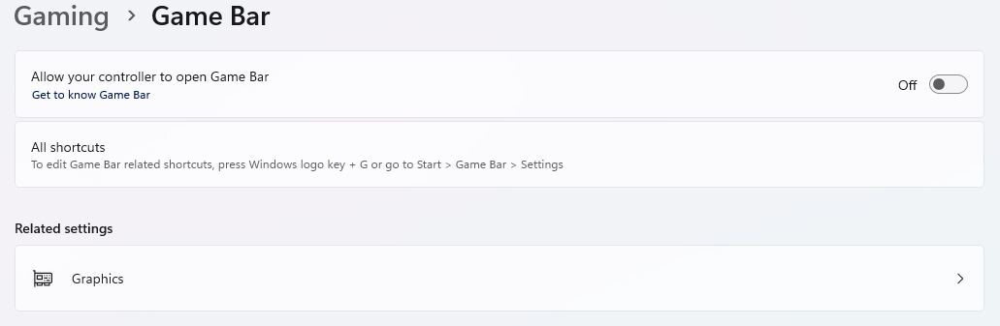 Gaming > Game Bar
Allow your controller to open Game Bar
Get to know Game Bar
Off
All shortcuts
To edit Game Bar related shortcuts, press Windows logo key + G or go to Start > Game Bar > Settings
Related settings
Graphics